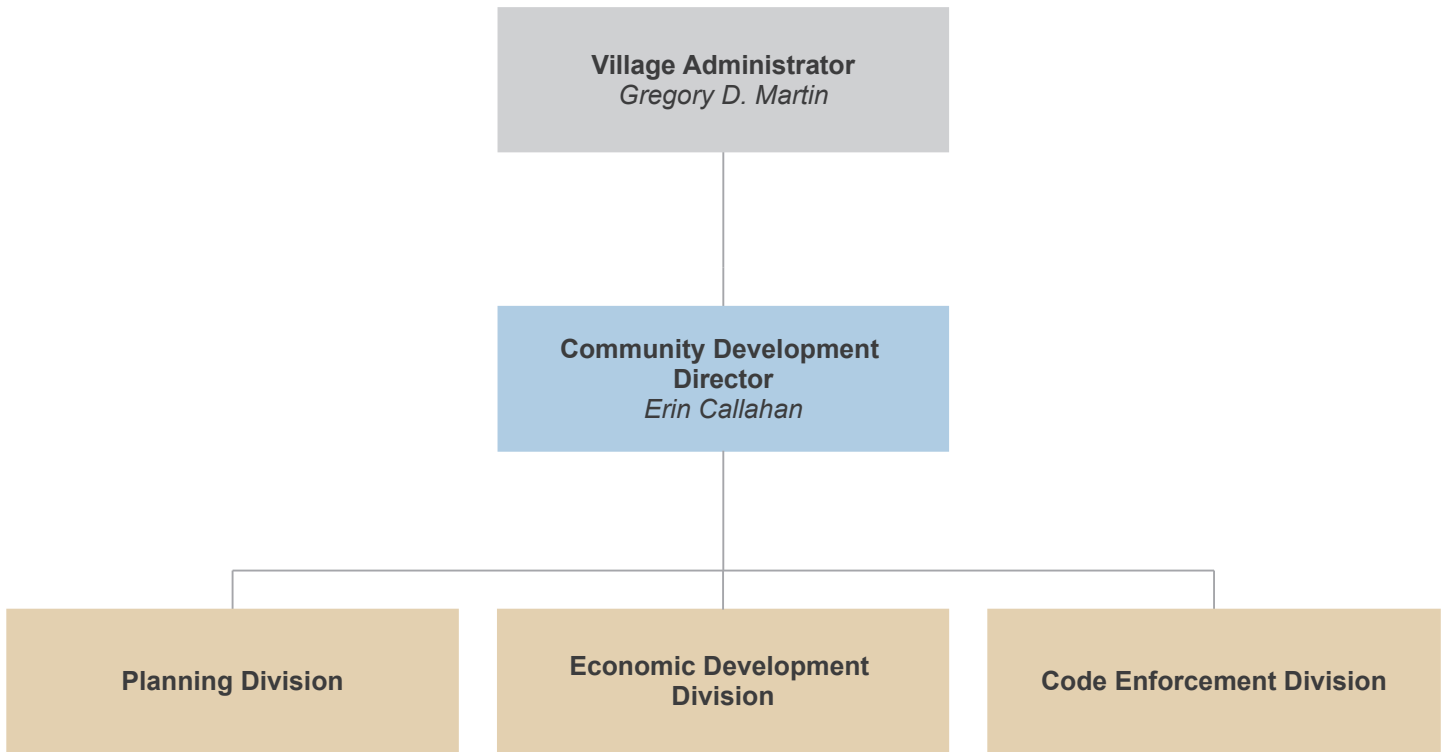 Village Administrator
Gregory D. Martin
Community Development
Director
Erin Callahan
Planning Division
Economic Development
Division
Code Enforcement Division